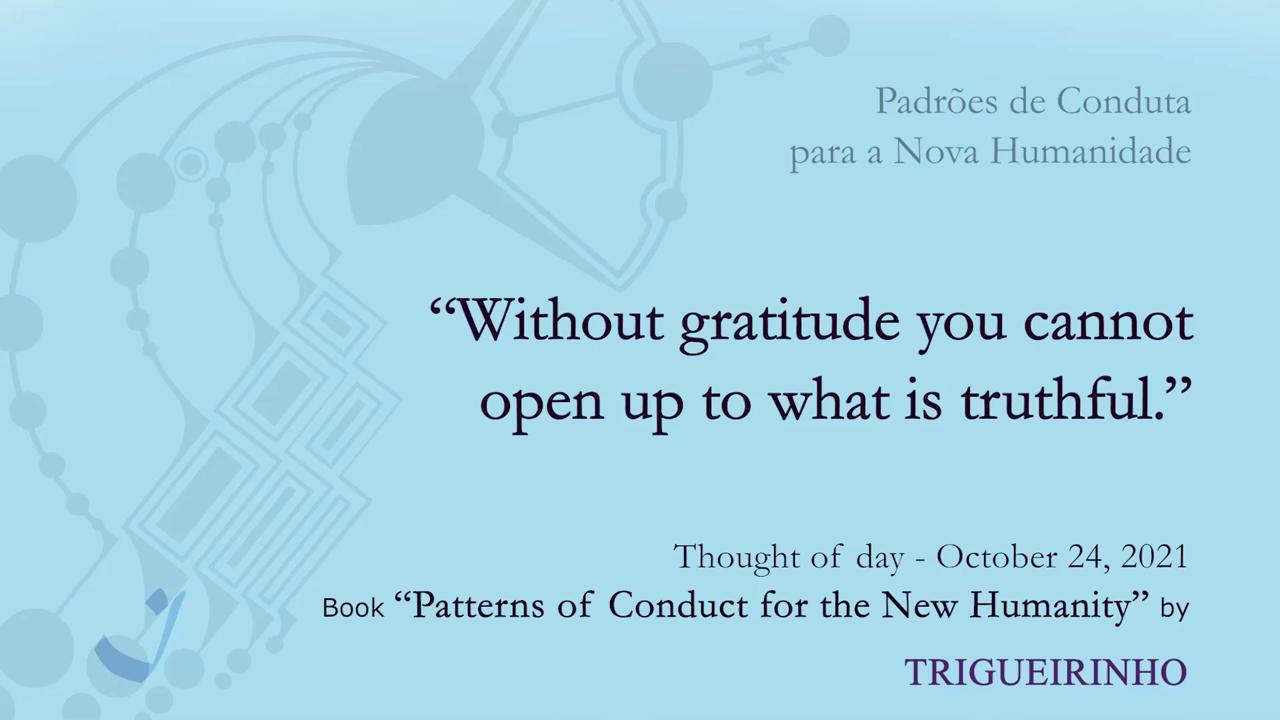 Padrões de Conduta
para a Nova Humanidade
“Without gratitude you cannot
open up to what is truthful.”
Thought of day - October 24, 2021
Book “Patterns of Conduct for the New Humanity” by
TRIGUEIRINHO